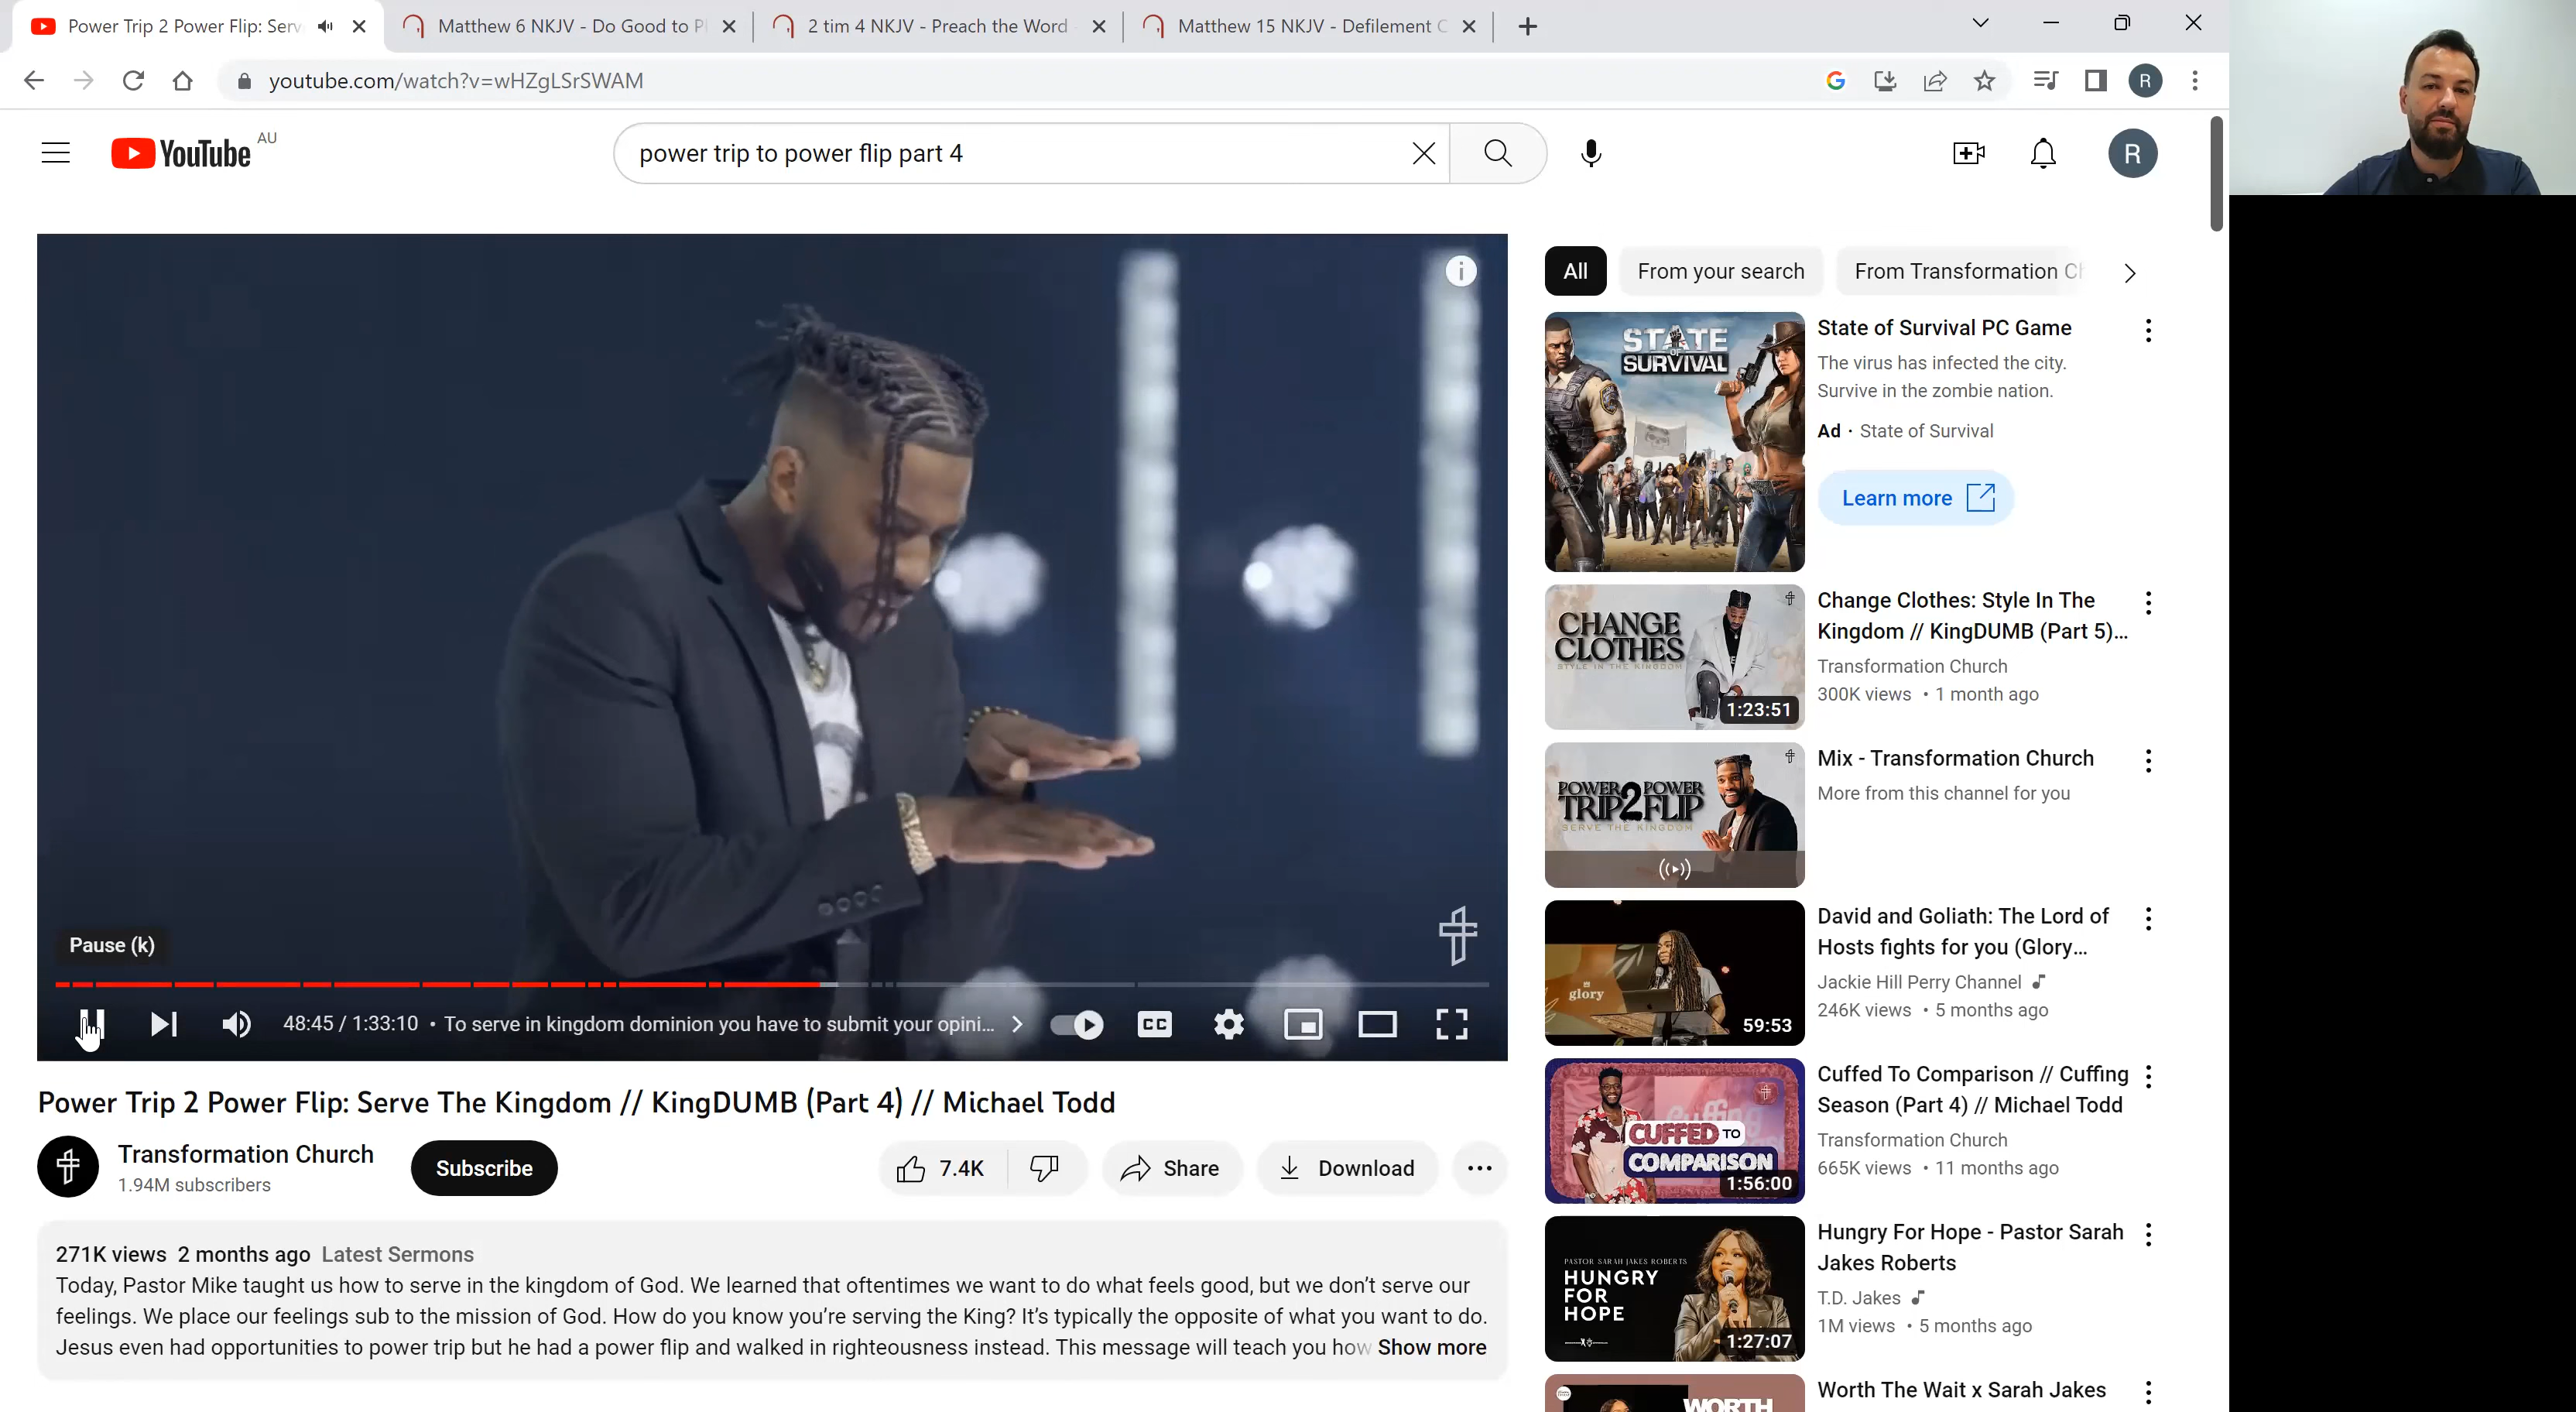 Power Trip 2 Power Flip: Serv
Matthew 6 NKJV - Do Good to Pl
2 tim 4 NKJV - Preach the Word
Matthew 15 NKJV - Defilement C
youtube.com/watch?v=wHZgLSrSWAM
R
YouTube AU
power trip to power flip part 4
R
All
From your search
From Transformation Ch
STATE OF SURVIVAL
State of Survival PC Game
The virus has infected the city.
Survive in the zombie nation.
Ad · State of Survival
Learn more
CHANGE
CLOTHES
STYLE IN THE KINGDOM
1:23:51
Change Clothes: Style In The
Kingdom // KingDUMB (Part 5)...
Transformation Church
300K views • 1 month ago
POWER 2 POWER
TRIP FLIP
SERVE THE KINGDOM
Mix - Transformation Church
More from this channel for you
glory
59:53
David and Goliath: The Lord of
Hosts fights for you (Glory...
Jackie Hill Perry Channel
246K views • 5 months ago
CUFFED TO
COMPARISON
1:56:00
Cuffed To Comparison // Cuffing
Season (Part 4) // Michael Todd
Transformation Church
665K views • 11 months ago
PASTOR SARAH JAKES ROBERTS
HUNGRY
FOR
HOPE
1:27:07
Hungry For Hope - Pastor Sarah
Jakes Roberts
T.D. Jakes
1M views • 5 months ago
WORTH
Worth The Wait x Sarah Jakes
Pause (k)
48:45 / 1:33:10 • To serve in kingdom dominion you have to submit your opini...
CC
Power Trip 2 Power Flip: Serve The Kingdom // KingDUMB (Part 4) // Michael Todd
Transformation Church
1.94M subscribers
Subscribe
7.4K
Share
Download
271K views 2 months ago Latest Sermons
Today, Pastor Mike taught us how to serve in the kingdom of God. We learned that oftentimes we want to do what feels good, but we don’t serve our
feelings. We place our feelings sub to the mission of God. How do you know you’re serving the King? It’s typically the opposite of what you want to do.
Jesus even had opportunities to power trip but he had a power flip and walked in righteousness instead. This message will teach you how Show more